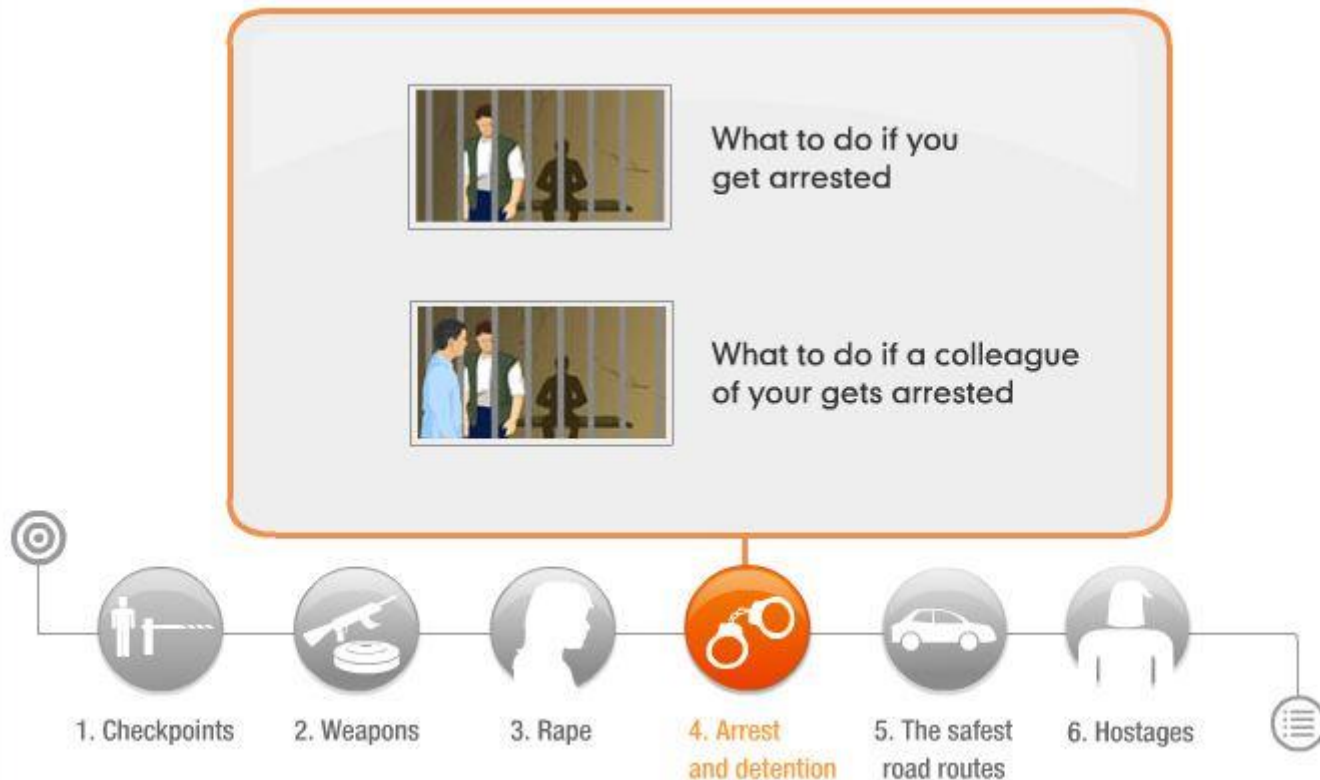 What to do if you
get arrested
What to do if a colleague
of your gets arrested
1. Checkpoints
2. Weapons
3. Rape
4. Arrest
and detention
5. The safest
road routes
6. Hostages